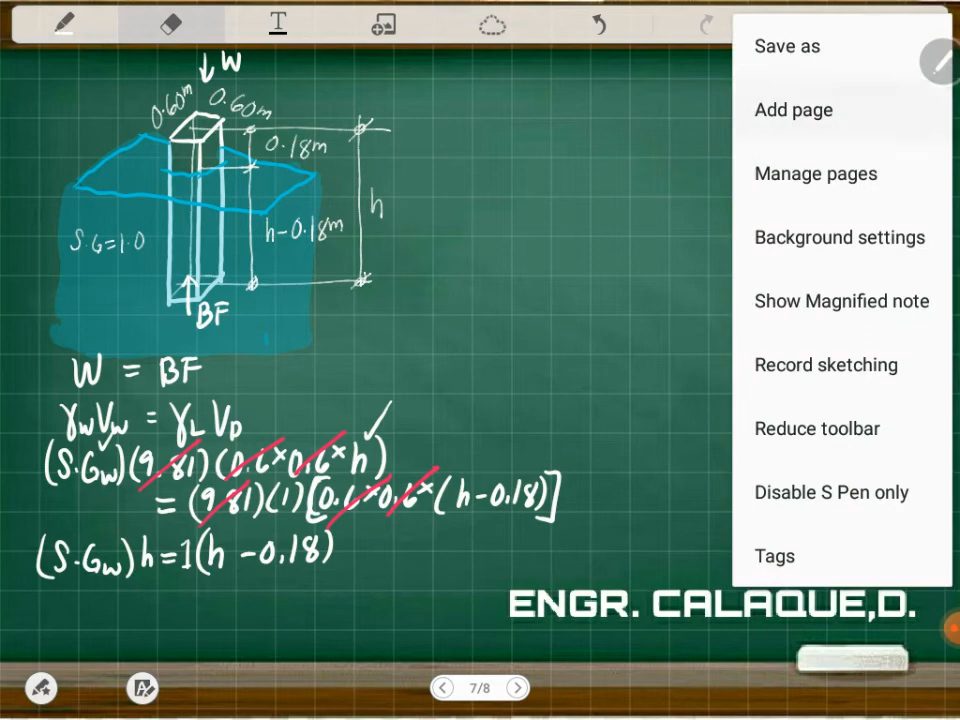 T
Save as
Add page
Manage pages
Background settings
Show Magnified note
Record sketching
Reduce toolbar
Disable S Pen only
Tags
W
0.60m 0.60m
0.18m
h
h-0.18m
S.G=1.0
BF
W = BF
γwVw = γL VD
(S.Gw)(9.81)(0.6×0.6×h)
= (9.81)(1)[0.6×0.6×(h-0.18)]
(S.Gw)h=1(h-0.18)
ENGR. CALAQUE,D.
7/8